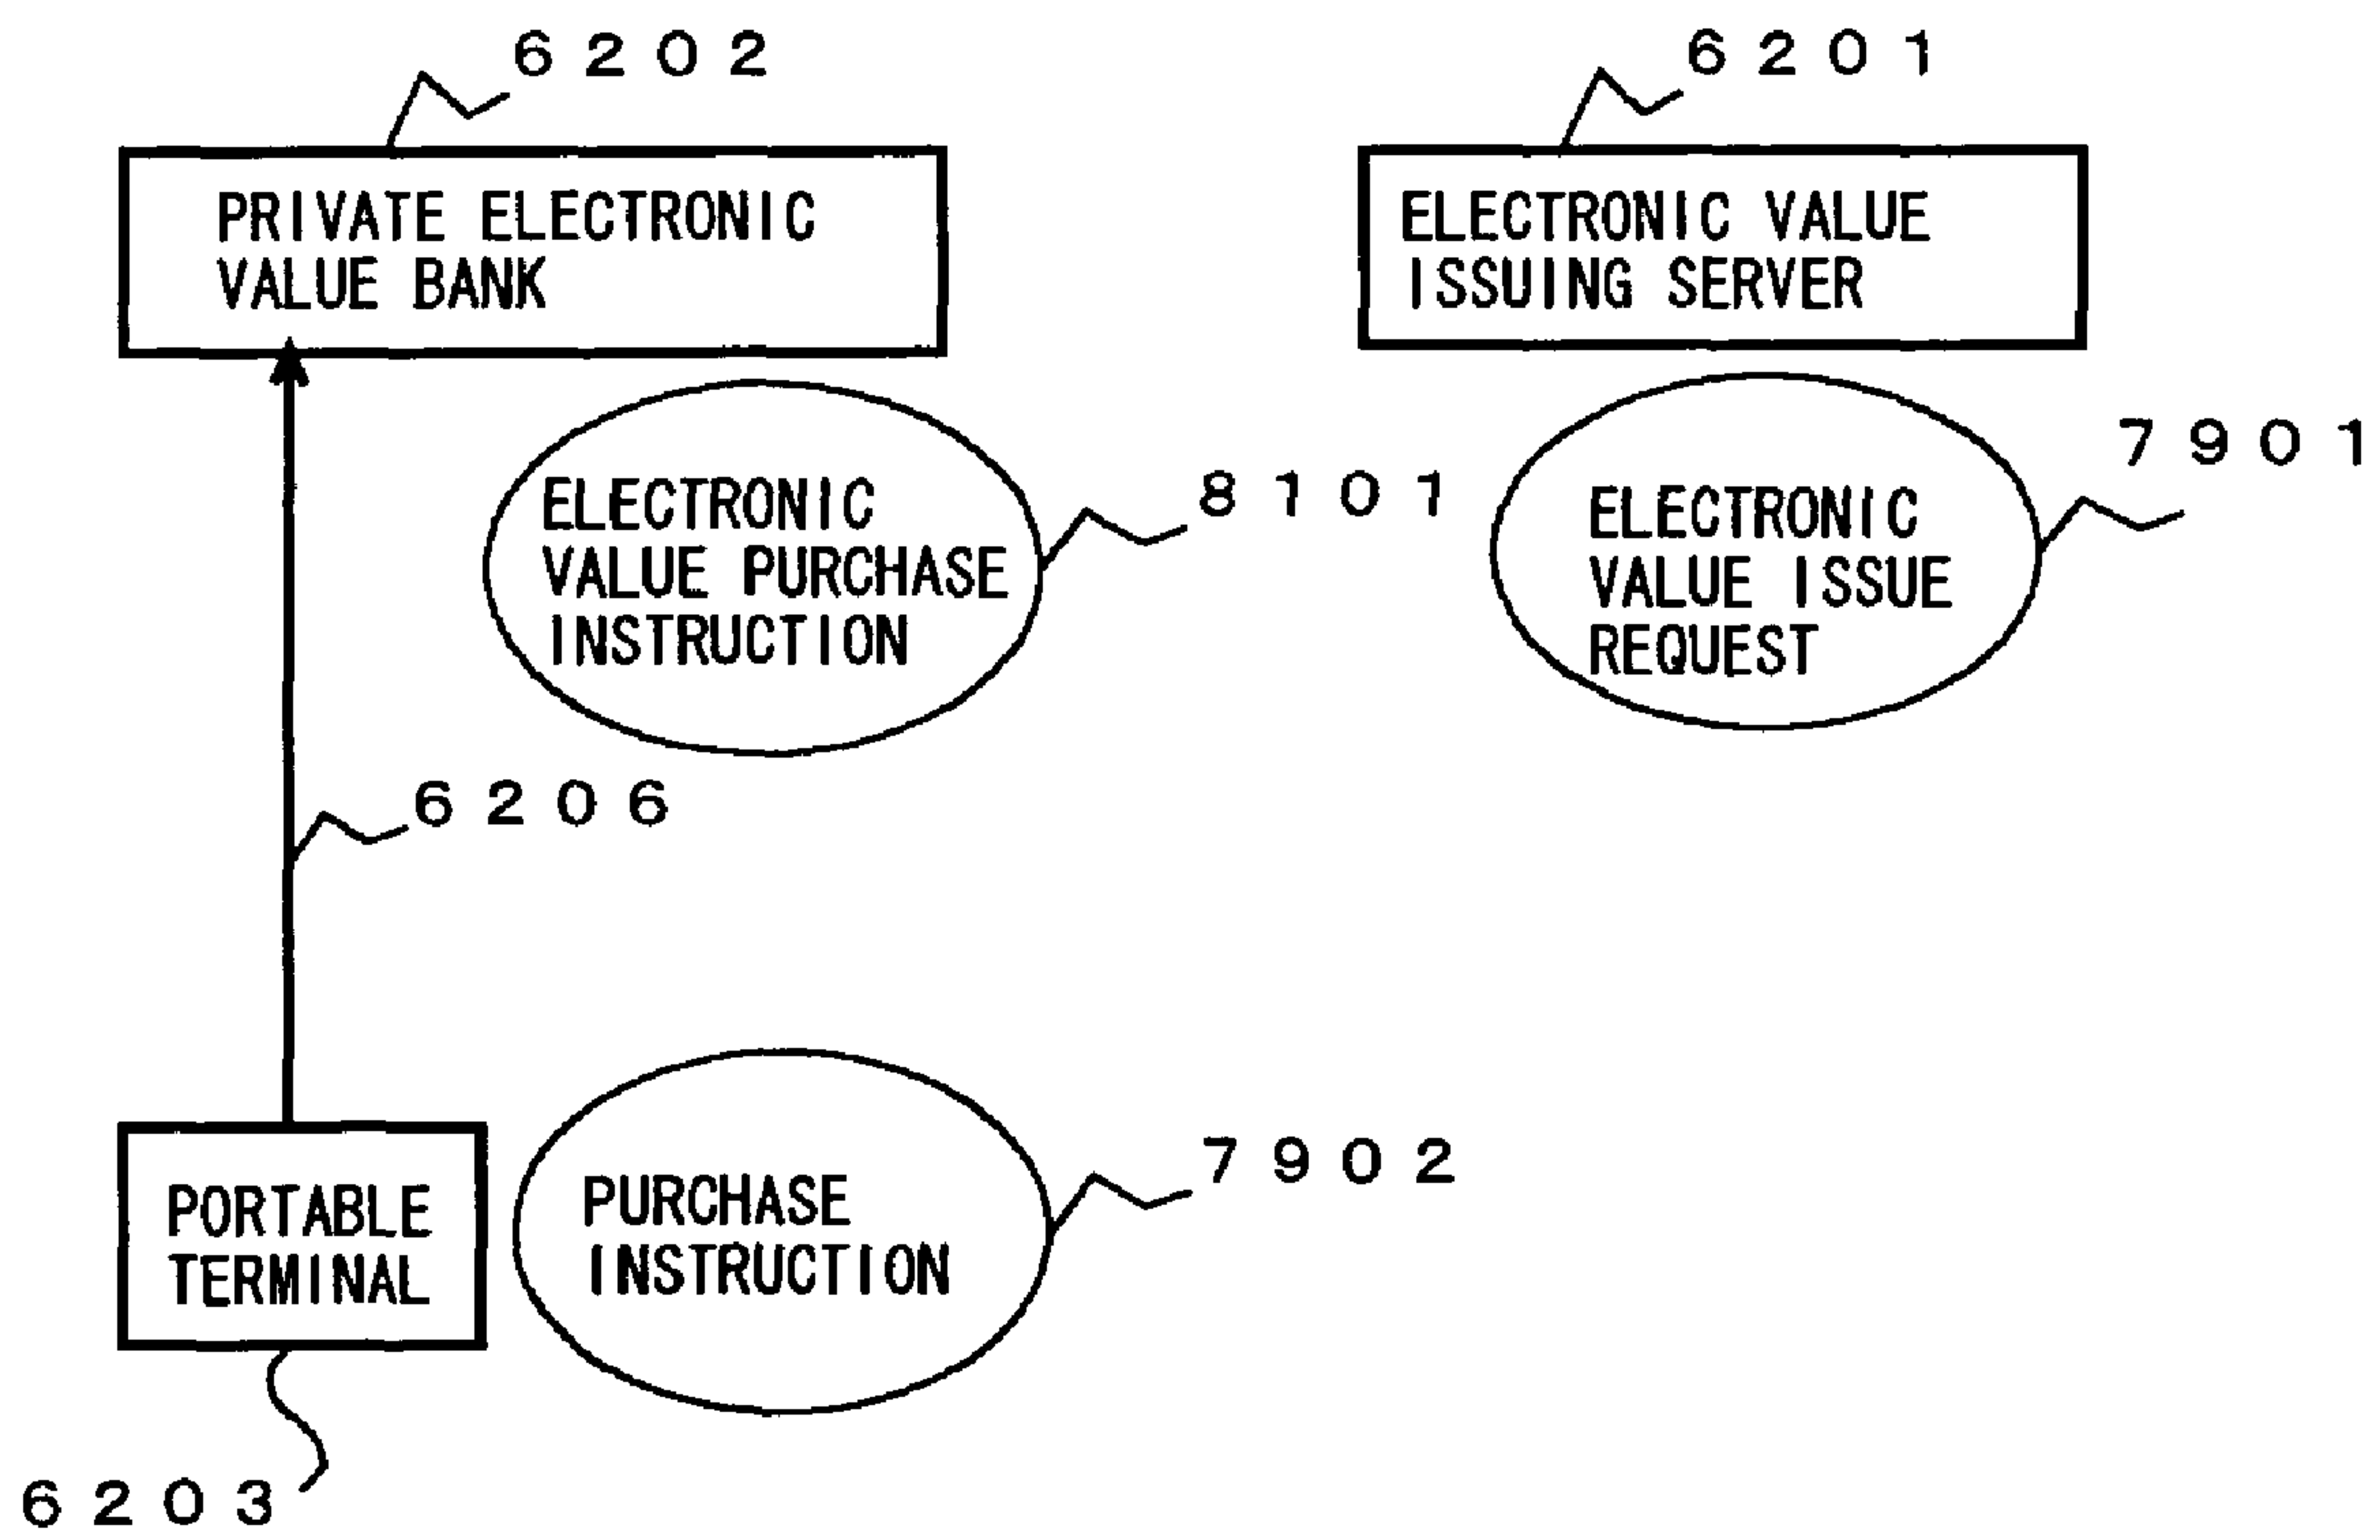 6202
6201
PRIVATE ELECTRONIC
VALUE BANK
ELECTRONIC VALUE
ISSUING SERVER
7901
8101
ELECTRONIC
VALUE PURCHASE
INSTRUCTION
ELECTRONIC
VALUE ISSUE
REQUEST
6206
7902
PORTABLE
TERMINAL
PURCHASE
INSTRUCTION
6203